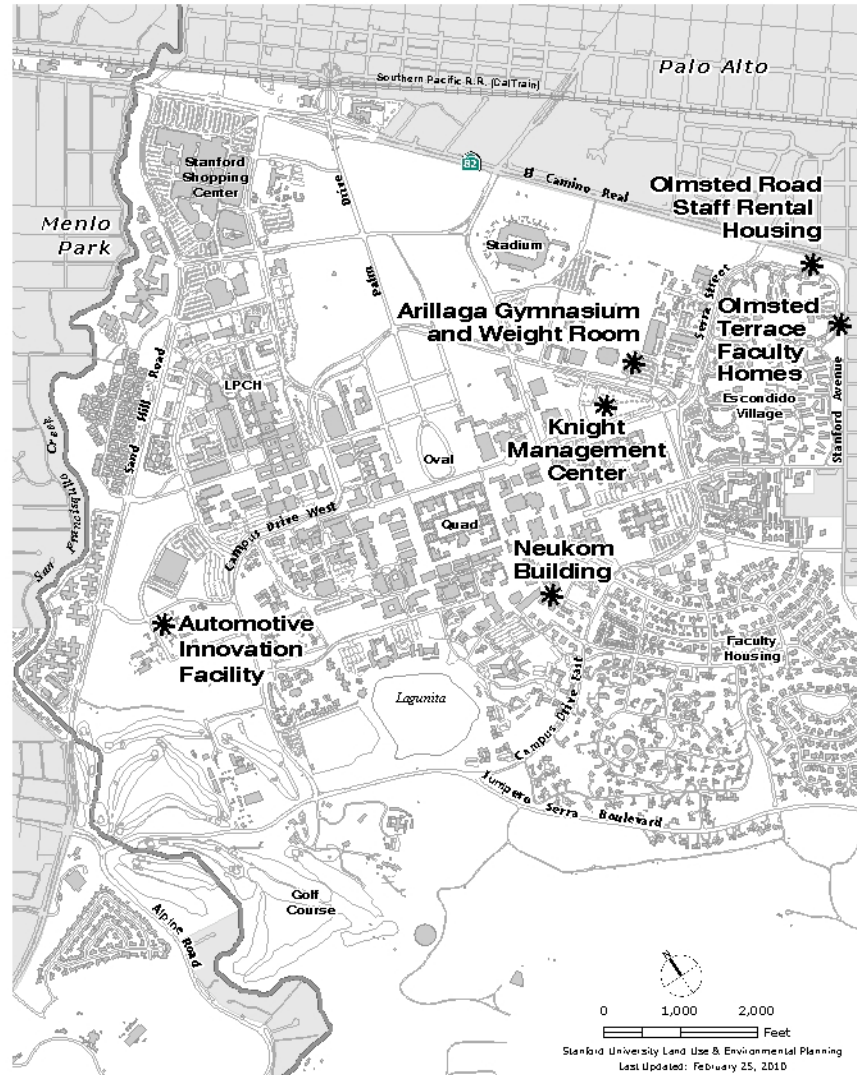 Palo Alto
Southern Pacific R.R. (CalTrain)
82
El Camino Real
Stanford
Shopping
Center
Menlo
Park
Palm
Drive
Stadium
Olmsted Road
Staff Rental
Housing
Serra Street
Arillaga Gymnasium
and Weight Room
Olmsted
Terrace
Faculty
Homes
Escondido
Village
Stanford Avenue
LPCH
Sand Hill Road
Knight
Management
Center
Oval
San Francisquito Creek
Campus Drive West
Quad
Neukom
Building
Automotive
Innovation
Facility
Faculty
Housing
Lagunita
Campus Drive East
Junipero Serra Boulevard
Golf
Course
Alpine Road
0 1,000 2,000
Feet
Stanford University Land Use & Environmental Planning
Last Updated: February 25, 2010